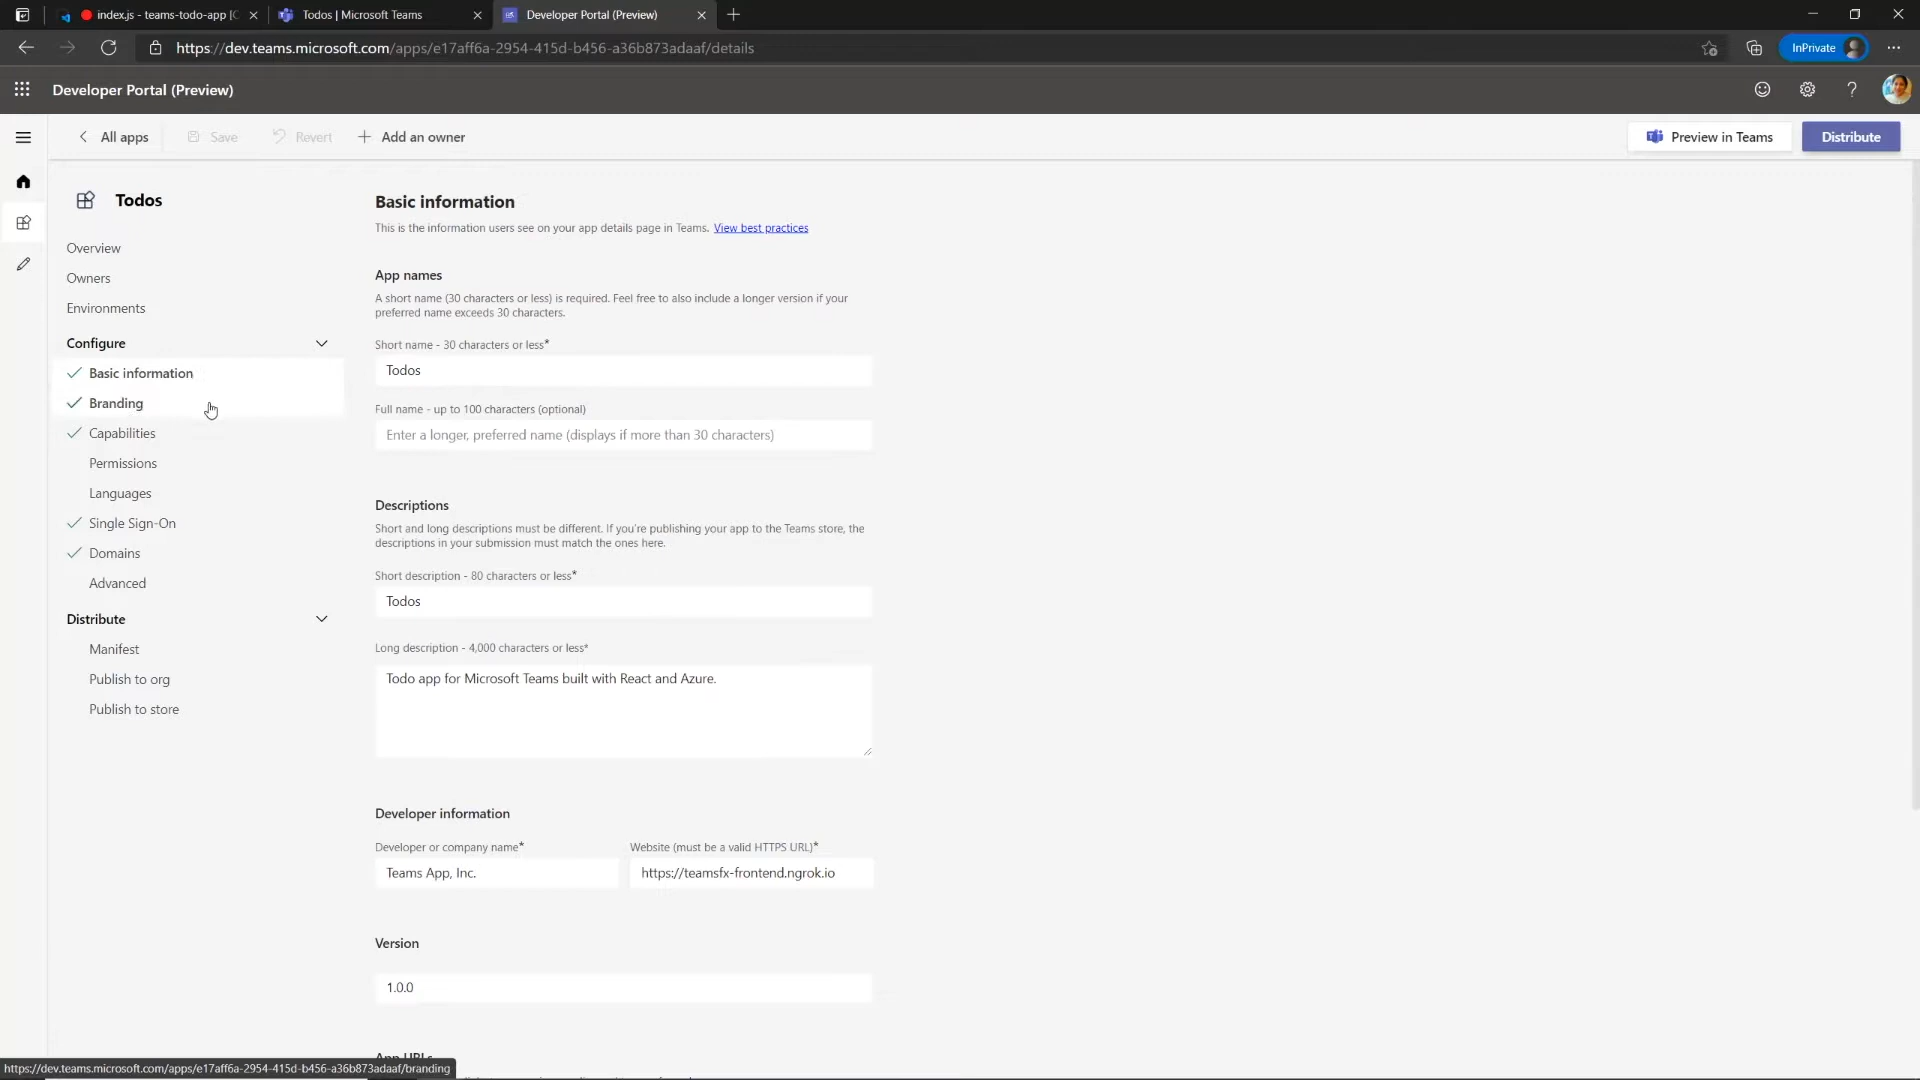 index.js - teams-todo-app [C
Todos | Microsoft Teams
Developer Portal (Preview)
https://dev.teams.microsoft.com/apps/e17aff6a-2954-415d-b456-a36b873adaaf/details
InPrivate
Developer Portal (Preview)
All apps
Save
Revert
Add an owner
Preview in Teams
Distribute
Todos
Overview
Owners
Environments
Configure
Basic information
Branding
Capabilities
Permissions
Languages
Single Sign-On
Domains
Advanced
Distribute
Manifest
Publish to org
Publish to store
Basic information
This is the information users see on your app details page in Teams. View best practices
App names
A short name (30 characters or less) is required. Feel free to also include a longer version if your
preferred name exceeds 30 characters.
Short name - 30 characters or less*
Todos
Full name - up to 100 characters (optional)
Enter a longer, preferred name (displays if more than 30 characters)
Descriptions
Short and long descriptions must be different. If you're publishing your app to the Teams store, the
descriptions in your submission must match the ones here.
Short description - 80 characters or less*
Todos
Long description - 4,000 characters or less*
Todo app for Microsoft Teams built with React and Azure.
Developer information
Developer or company name*
Website (must be a valid HTTPS URL)*
Teams App, Inc.
https://teamsfx-frontend.ngrok.io
Version
1.0.0
App URLs
https://dev.teams.microsoft.com/apps/e17aff6a-2954-415d-b456-a36b873adaaf/branding